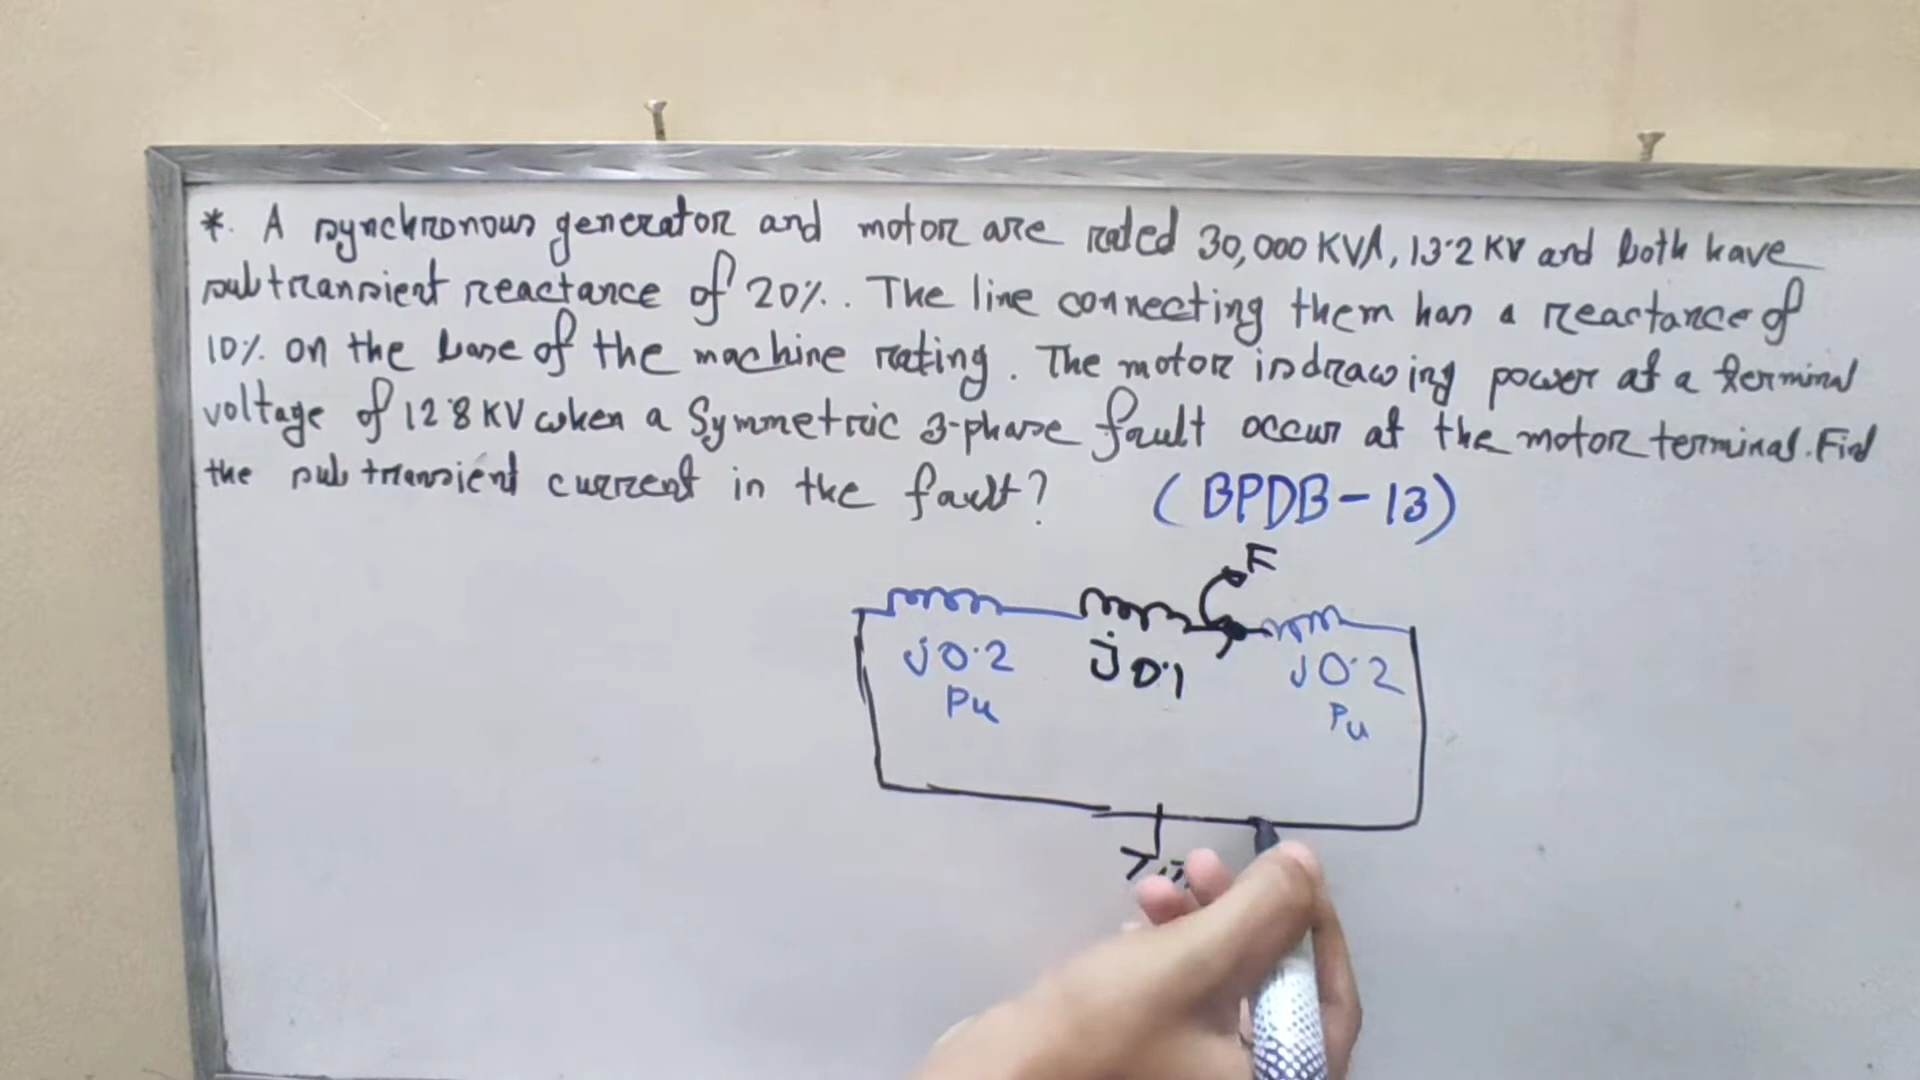 *. A synchronous generator and motor are rated 30,000 KVA, 13.2 KV and both have
subtransient reactance of 20%. The line connecting them has a reactance of
10% on the base of the machine rating. The motor is drawing power at a terminal
voltage of 12.8 KV when a Symmetric 3-phase fault occur at the motor terminal. Find
the subtransient current in the fault? (BPDB-13)
F
j0.2 j0.1 j0.2
Pu Pu